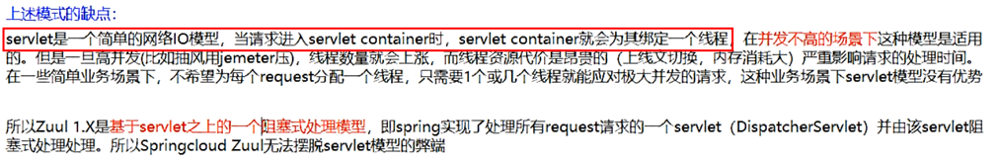 上述模式的缺点：
servlet是一个简单的网络IO模型，当请求进入servlet container时，servlet container就会为其绑定一个线程，在并发不高的场景下这种模型是适用
的。但是一旦高并发(比如抽风用jemeter压)，线程数量就会上涨，而线程资源代价是昂贵的（上线文切换，内存消耗大）严重影响请求的处理时间。
在一些简单业务场景下，不希望为每个request分配一个线程，只需要1个或几个线程就能应对极大并发的请求，这种业务场景下servlet模型没有优势
所以Zuul 1.X是基于servlet之上的一个阻塞式处理模型，即spring实现了处理所有request请求的一个servlet（DispatcherServlet）并由该servlet阻
塞式处理处理。所以Springcloud Zuul无法摆脱servlet模型的弊端